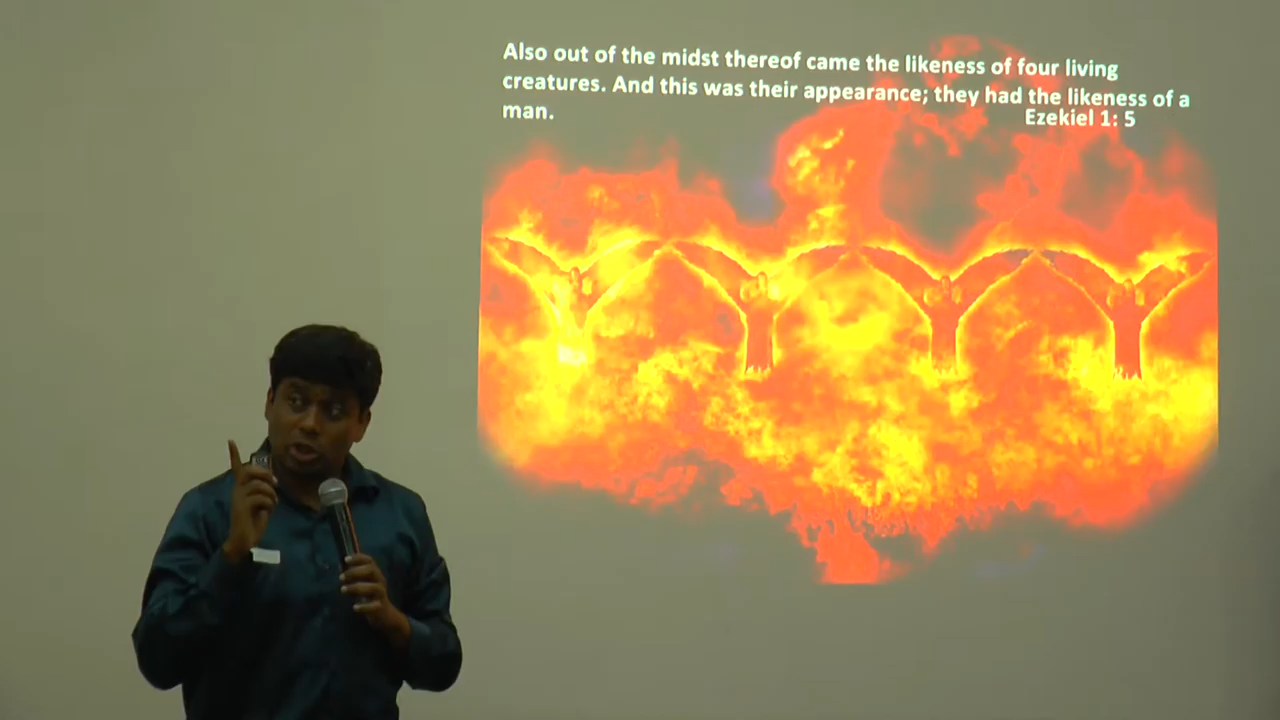 Also out of the midst thereof came the likeness of four living
creatures. And this was their appearance; they had the likeness of a
man.
Ezekiel 1: 5